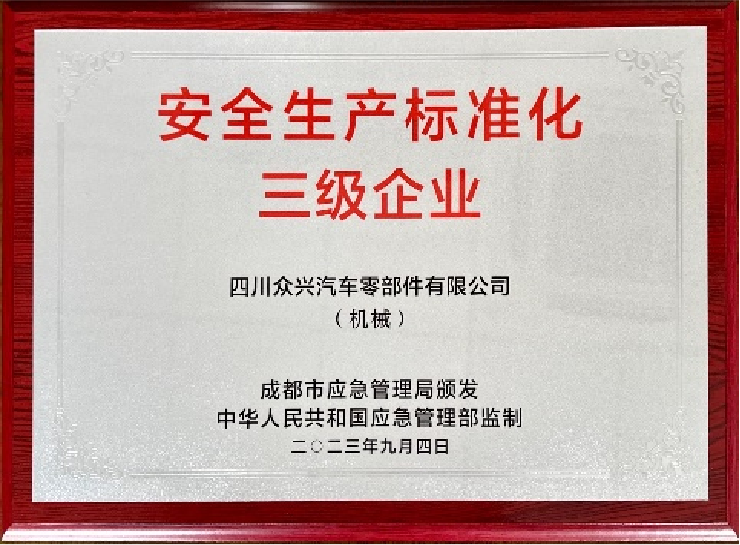 安全生产标准化
三级企业
四川众兴汽车零部件有限公司
（机械）
成都市应急管理局颁发
中华人民共和国应急管理部监制
二〇二三年九月四日